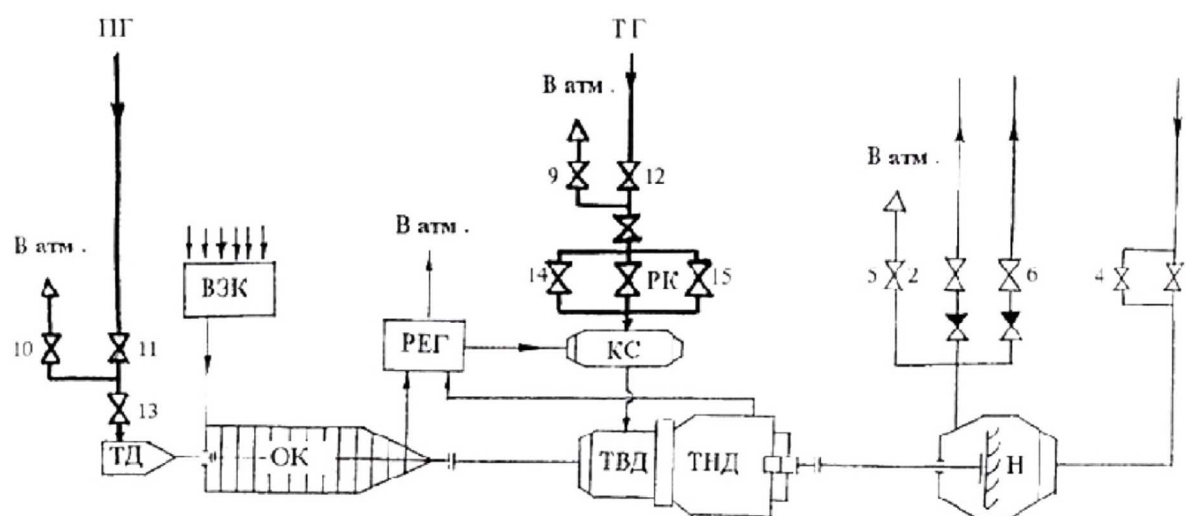 ПГ
ТГ
В атм .
9
12
В атм .
В атм .
В атм .
ВЗК
14
РК
15
5
2
6
4
10
11
РЕГ
КС
13
ТД
ОК
ТВД
ТНД
Н